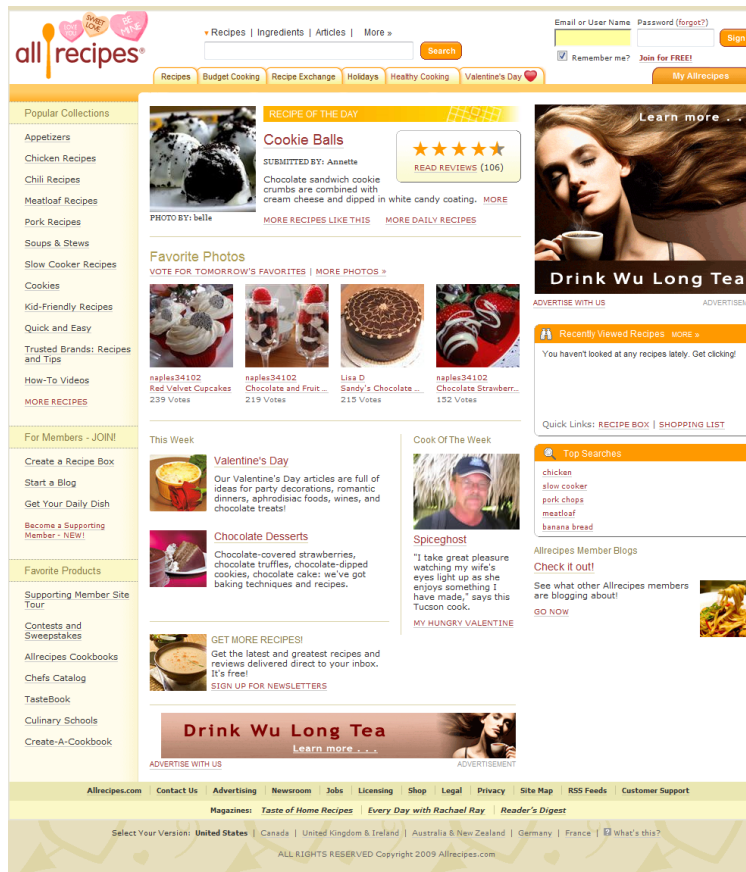 LOVE YOU
SWEET LOVE
BE MINE
allrecipes®
Recipes | Ingredients | Articles | More »
Search
Email or User Name Password (forgot?)
Sign
Remember me? Join for FREE!
Recipes Budget Cooking Recipe Exchange Holidays Healthy Cooking Valentine's Day
My Allrecipes
Popular Collections
Appetizers
Chicken Recipes
Chili Recipes
Meatloaf Recipes
Pork Recipes
Soups & Stews
Slow Cooker Recipes
Cookies
Kid-Friendly Recipes
Quick and Easy
Trusted Brands: Recipes
and Tips
How-To Videos
MORE RECIPES
For Members - JOIN!
Create a Recipe Box
Start a Blog
Get Your Daily Dish
Become a Supporting
Member - NEW!
Favorite Products
Supporting Member Site
Tour
Contests and
Sweepstakes
Allrecipes Cookbooks
Chefs Catalog
TasteBook
Culinary Schools
Create-A-Cookbook
RECIPE OF THE DAY
Cookie Balls
SUBMITTED BY: Annette
READ REVIEWS (106)
Chocolate sandwich cookie
crumbs are combined with
cream cheese and dipped in white candy coating. MORE
PHOTO BY: belle
MORE RECIPES LIKE THIS MORE DAILY RECIPES
Favorite Photos
VOTE FOR TOMORROW'S FAVORITES | MORE PHOTOS »
naples34102
Red Velvet Cupcakes
239 Votes
naples34102
Chocolate and Fruit ...
219 Votes
Lisa D
Sandy's Chocolate ...
215 Votes
naples34102
Chocolate Strawberr...
152 Votes
This Week
Valentine's Day
Our Valentine's Day articles are full of
ideas for party decorations, romantic
dinners, aphrodisiac foods, wines, and
chocolate treats!
Chocolate Desserts
Chocolate-covered strawberries,
chocolate truffles, chocolate-dipped
cookies, chocolate cake: we've got
baking techniques and recipes.
GET MORE RECIPES!
Get the latest and greatest recipes and
reviews delivered direct to your inbox.
It's free!
SIGN UP FOR NEWSLETTERS
Cook Of The Week
Spiceghost
"I take great pleasure
watching my wife's
eyes light up as she
enjoys something I
have made," says this
Tucson cook.
MY HUNGRY VALENTINE
Drink Wu Long Tea
Learn more . . .
ADVERTISE WITH US ADVERTISEMENT
Learn more . .
Drink Wu Long Tea
ADVERTISE WITH US ADVERTISEM
Recently Viewed Recipes MORE »
You haven't looked at any recipes lately. Get clicking!
Quick Links: RECIPE BOX | SHOPPING LIST
Top Searches
chicken
slow cooker
pork chops
meatloaf
banana bread
Allrecipes Member Blogs
Check it out!
See what other Allrecipes members
are blogging about!
GO NOW
Allrecipes.com | Contact Us | Advertising | Newsroom | Jobs | Licensing | Shop | Legal | Privacy | Site Map | RSS Feeds | Customer Support
Magazines: Taste of Home Recipes | Every Day with Rachael Ray | Reader's Digest
Select Your Version: United States | Canada | United Kingdom & Ireland | Australia & New Zealand | Germany | France | What's this?
ALL RIGHTS RESERVED Copyright 2009 Allrecipes.com